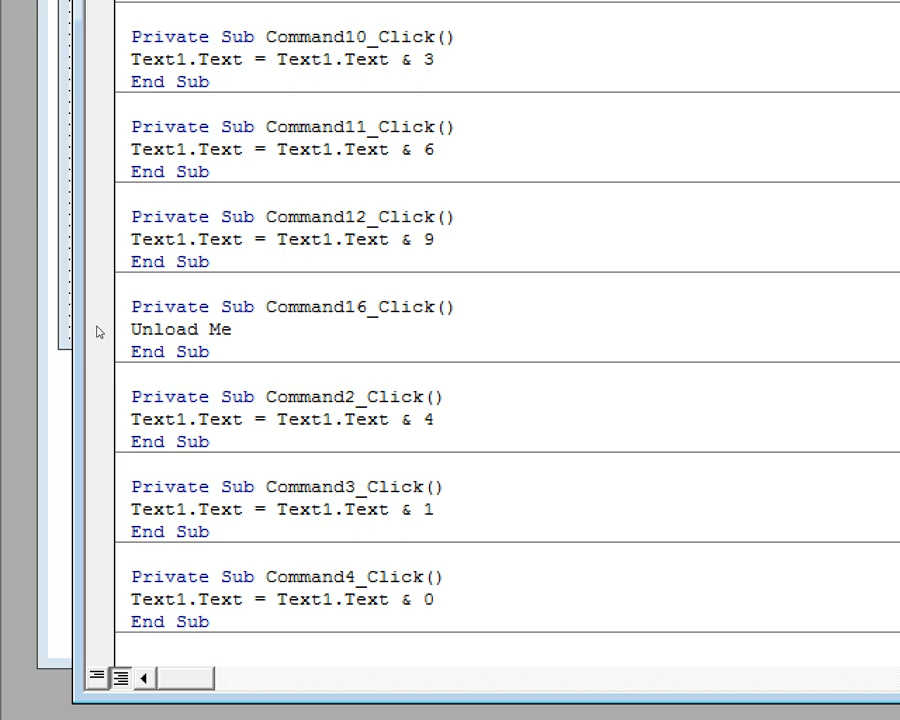 Private Sub Command10_Click()
Text1.Text = Text1.Text & 3
End Sub
Private Sub Command11_Click()
Text1.Text = Text1.Text & 6
End Sub
Private Sub Command12_Click()
Text1.Text = Text1.Text & 9
End Sub
Private Sub Command16_Click()
Unload Me
End Sub
Private Sub Command2_Click()
Text1.Text = Text1.Text & 4
End Sub
Private Sub Command3_Click()
Text1.Text = Text1.Text & 1
End Sub
Private Sub Command4_Click()
Text1.Text = Text1.Text & 0
End Sub